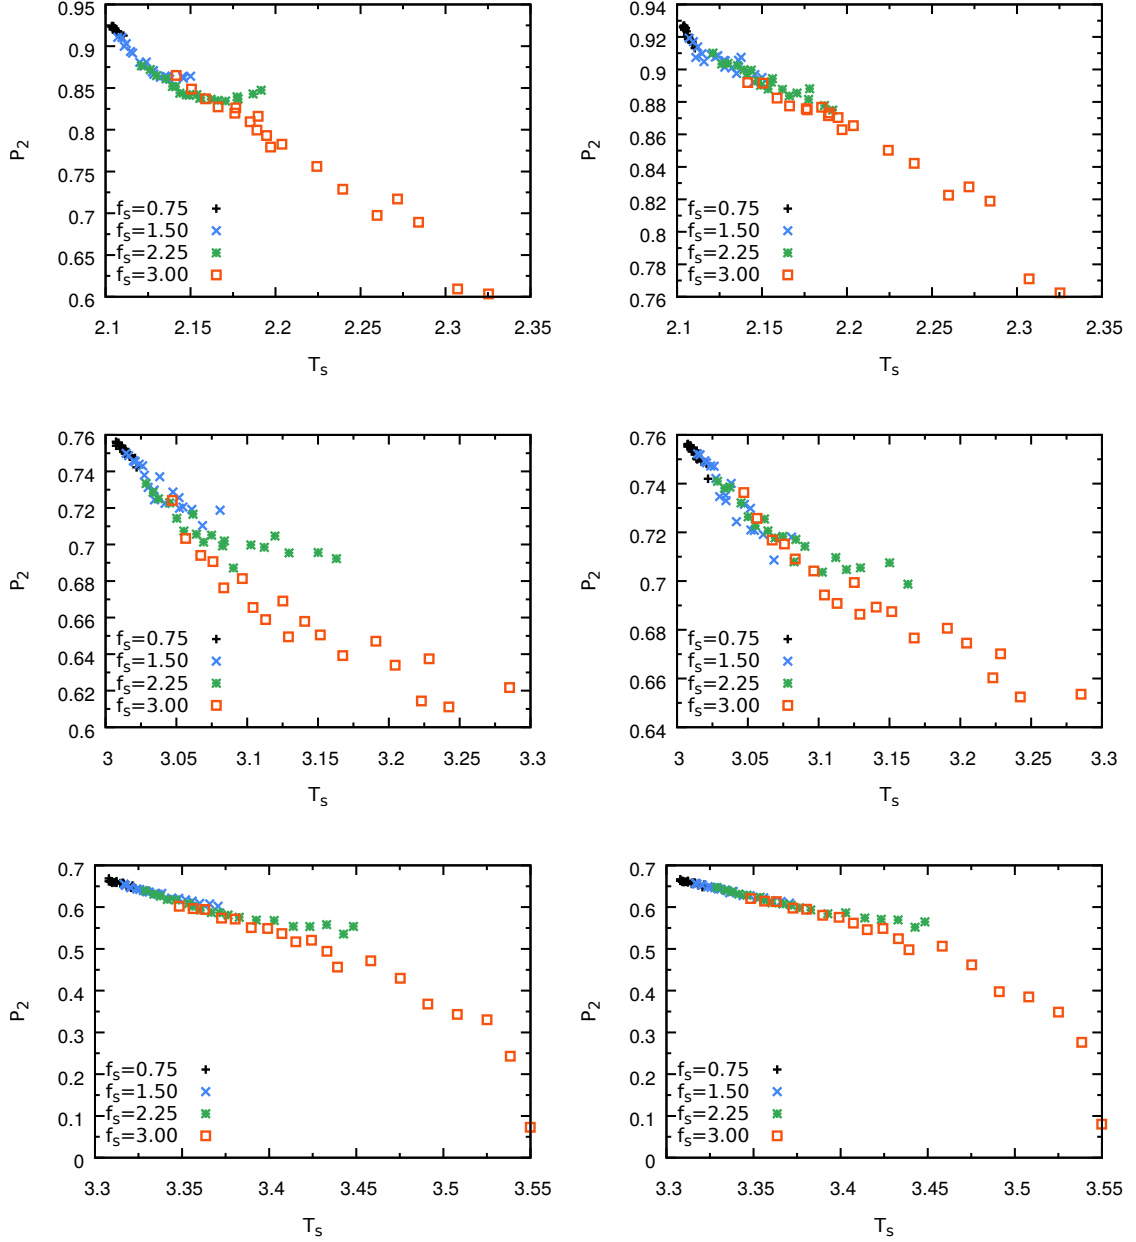 0.95
0.9
0.85
0.8
0.75
0.7
0.65
0.6
P2
fs=0.75
fs=1.50
fs=2.25
fs=3.00
2.1 2.15 2.2 2.25 2.3 2.35
Ts
0.94
0.92
0.9
0.88
0.86
0.84
0.82
0.8
0.78
0.76
P2
fs=0.75
fs=1.50
fs=2.25
fs=3.00
2.1 2.15 2.2 2.25 2.3 2.35
Ts
0.76
0.74
0.72
0.7
0.68
0.66
0.64
0.62
0.6
P2
fs=0.75
fs=1.50
fs=2.25
fs=3.00
3 3.05 3.1 3.15 3.2 3.25 3.3
Ts
0.76
0.74
0.72
0.7
0.68
0.66
0.64
P2
fs=0.75
fs=1.50
fs=2.25
fs=3.00
3 3.05 3.1 3.15 3.2 3.25 3.3
Ts
0.7
0.6
0.5
0.4
0.3
0.2
0.1
0
P2
fs=0.75
fs=1.50
fs=2.25
fs=3.00
3.3 3.35 3.4 3.45 3.5 3.55
Ts
0.7
0.6
0.5
0.4
0.3
0.2
0.1
0
P2
fs=0.75
fs=1.50
fs=2.25
fs=3.00
3.3 3.35 3.4 3.45 3.5 3.55
Ts